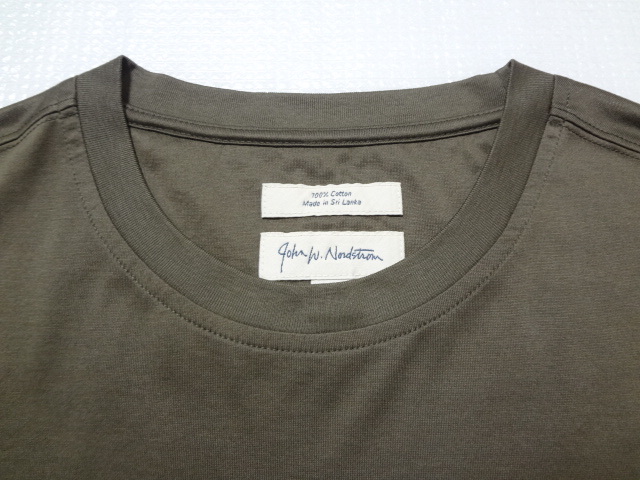 100% Cotton
Made in Sri Lanka
John W. Nordstrom